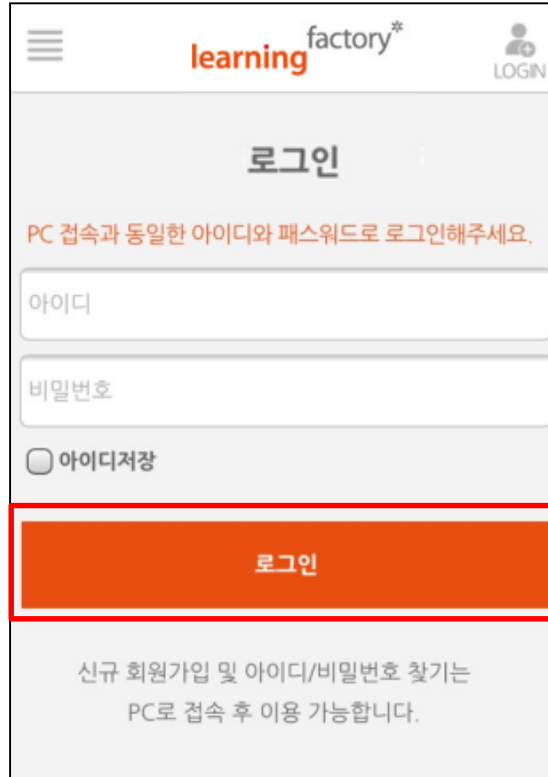 learning factory*
LOGIN
로그인
PC 접속과 동일한 아이디와 패스워드로 로그인해주세요.
아이디
비밀번호
아이디저장
로그인
신규 회원가입 및 아이디/비밀번호 찾기는
PC로 접속 후 이용 가능합니다.